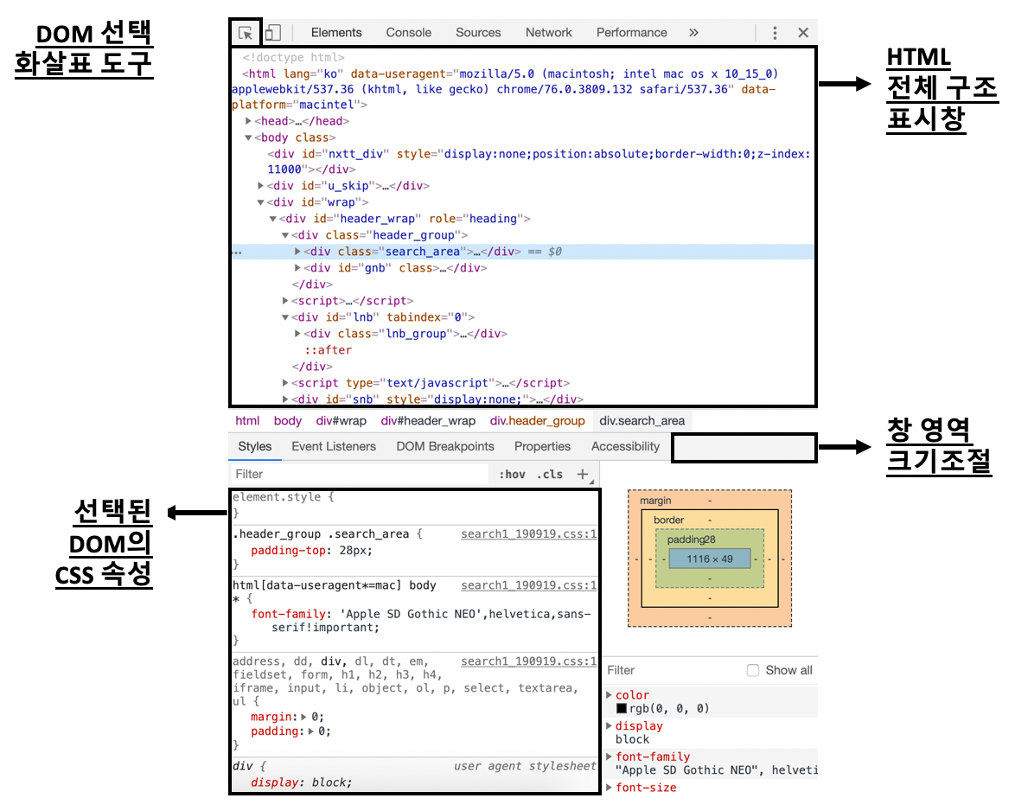 DOM 선택
화살표 도구
Elements Console Sources Network Performance »
<!doctype html>
<html lang="ko" data-useragent="mozilla/5.0 (macintosh; intel mac os x 10_15_0)
applewebkit/537.36 (khtml, like gecko) chrome/76.0.3809.132 safari/537.36" data-
platform="macintel">
<head>…</head>
<body class>
<div id="nxtt_div" style="display:none;position:absolute;border-width:0;z-index:
11000"></div>
<div id="u_skip">…</div>
<div id="wrap">
<div id="header_wrap" role="heading">
<div class="header_group">
… <div class="search_area">…</div> == $0
<div id="gnb" class>…</div>
</div>
<script>…</script>
<div id="lnb" tabindex="0">
<div class="lnb_group">…</div>
::after
</div>
<script type="text/javascript">…</script>
<div id="snb" style="display:none;">…</div>
HTML
전체 구조
표시창
html body div#wrap div#header_wrap div.header_group div.search_area
Styles Event Listeners DOM Breakpoints Properties Accessibility
창 영역
크기조절
Filter :hov .cls +
선택된
DOM의
CSS 속성
element.style {
}
.header_group .search_area { search1_190919.css:1
padding-top: 28px;
}
html[data-useragent*=mac] body search1_190919.css:1
* {
font-family: 'Apple SD Gothic NEO',helvetica,sans-
serif!important;
}
address, dd, div, dl, dt, em, search1_190919.css:1
fieldset, form, h1, h2, h3, h4,
iframe, input, li, object, ol, p, select, textarea,
ul {
margin: 0;
padding: 0;
}
div { user agent stylesheet
display: block;
margin -
border -
padding28
- - - 1116 × 49 - - -
-
-
-
Filter Show all
color
rgb(0, 0, 0)
display
block
font-family
"Apple SD Gothic NEO", helveti
font-size